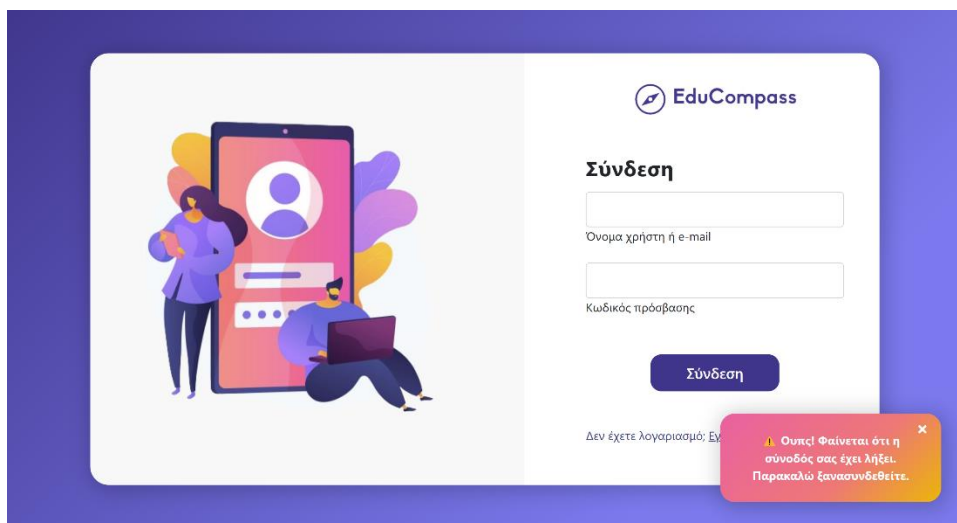 EduCompass
Σύνδεση
Όνομα χρήστη ή e-mail
Κωδικός πρόσβασης
Σύνδεση
Δεν έχετε λογαριασμό;
⚠ Ουπς! Φαίνεται ότι η
σύνοδός σας έχει λήξει.
Παρακαλώ ξανασυνδεθείτε.